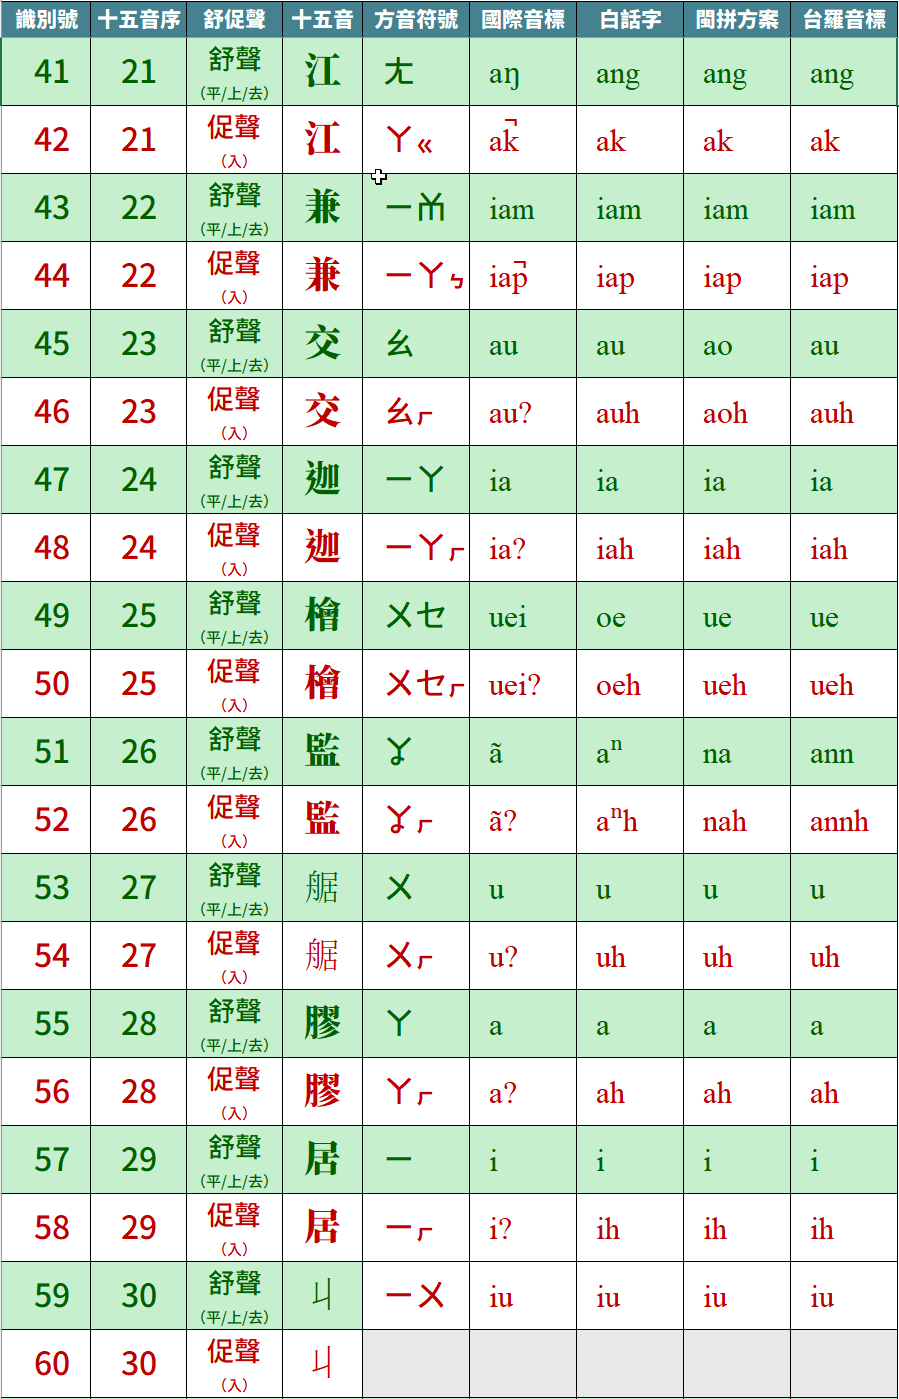 識別號 十五音序 舒促聲 十五音 方音符號 國際音標 白話字 閩拼方案 台羅音標
41 21 舒聲 (平/上/去) 江 ㄤ aŋ ang ang ang
42 21 促聲 (入) 江 ㄚㆻ ak̚ ak ak ak
43 22 舒聲 (平/上/去) 兼 ㄧㆰ iam iam iam iam
44 22 促聲 (入) 兼 ㄧㄚㆴ iap̚ iap iap iap
45 23 舒聲 (平/上/去) 交 ㄠ au au ao au
46 23 促聲 (入) 交 ㄠㆷ au? auh aoh auh
47 24 舒聲 (平/上/去) 迦 ㄧㄚ ia ia ia ia
48 24 促聲 (入) 迦 ㄧㄚㆷ ia? iah iah iah
49 25 舒聲 (平/上/去) 檜 ㄨㆤ uei oe ue ue
50 25 促聲 (入) 檜 ㄨㆤㆷ uei? oeh ueh ueh
51 26 舒聲 (平/上/去) 監 ㆩ ã aⁿ na ann
52 26 促聲 (入) 監 ㆩㆷ ã? aⁿh nah annh
53 27 舒聲 (平/上/去) 艍 ㄨ u u u u
54 27 促聲 (入) 艍 ㄨㆷ u? uh uh uh
55 28 舒聲 (平/上/去) 膠 ㄚ a a a a
56 28 促聲 (入) 膠 ㄚㆷ a? ah ah ah
57 29 舒聲 (平/上/去) 居 ㄧ i i i i
58 29 促聲 (入) 居 ㄧㆷ i? ih ih ih
59 30 舒聲 (平/上/去) 丩 ㄧㄨ iu iu iu iu
60 30 促聲 (入) 丩